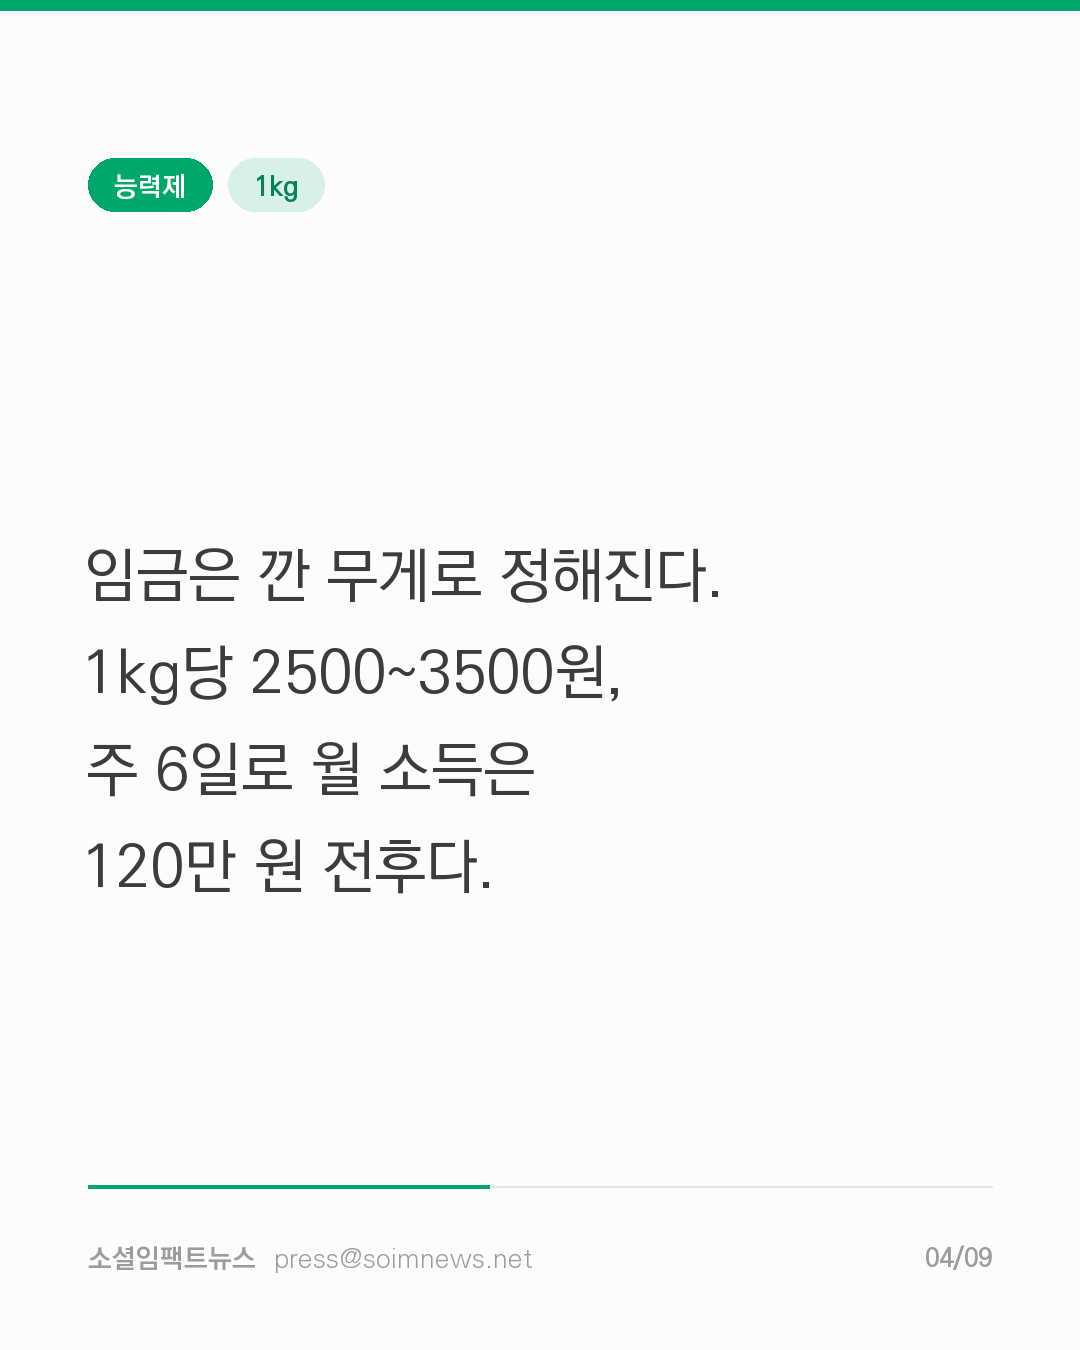 능력제 1kg
임금은 깐 무게로 정해진다.
1kg당 2500~3500원,
주 6일로 월 소득은
120만 원 전후다.
소셜임팩트뉴스 press@soimnews.net 04/09